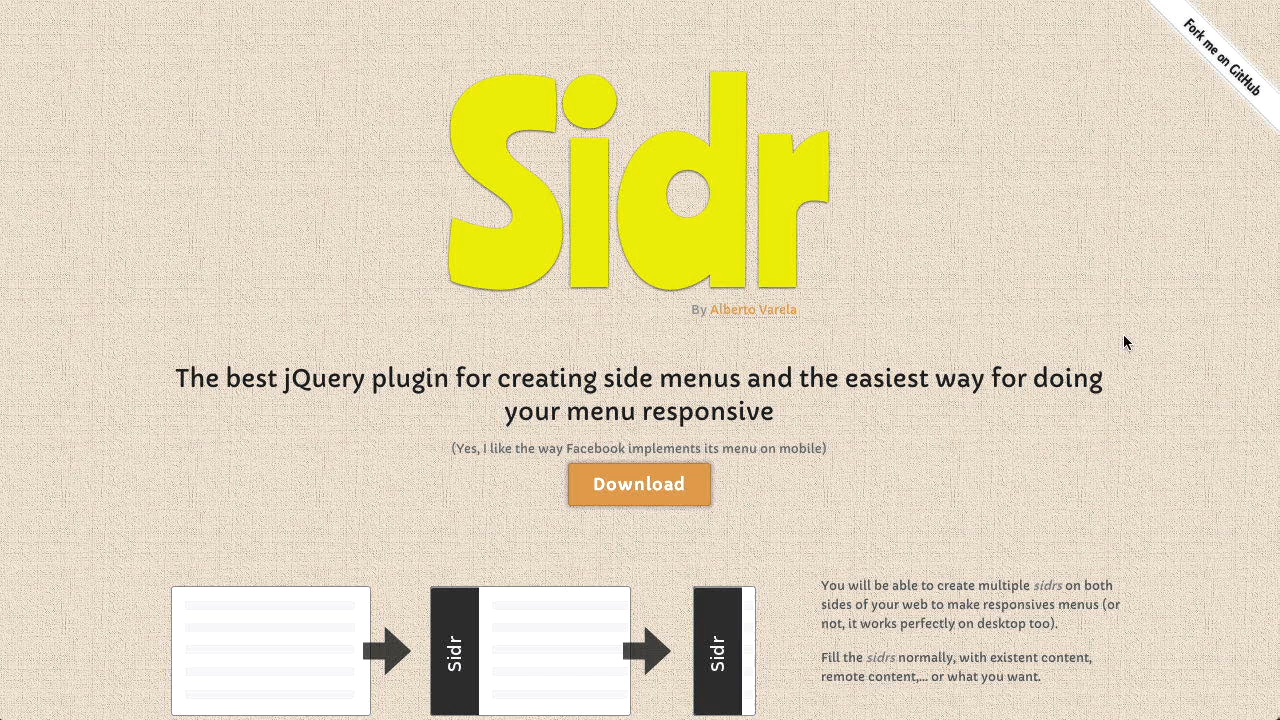 Fork me on GitHub
Sidr
By Alberto Varela
The best jQuery plugin for creating side menus and the easiest way for doing
your menu responsive
(Yes, I like the way Facebook implements its menu on mobile)
Download
Sidr
Sidr
You will be able to create multiple sidrs on both
sides of your web to make responsives menus (or
not, it works perfectly on desktop too).
Fill the sidrs normally, with existent content,
remote content,... or what you want.